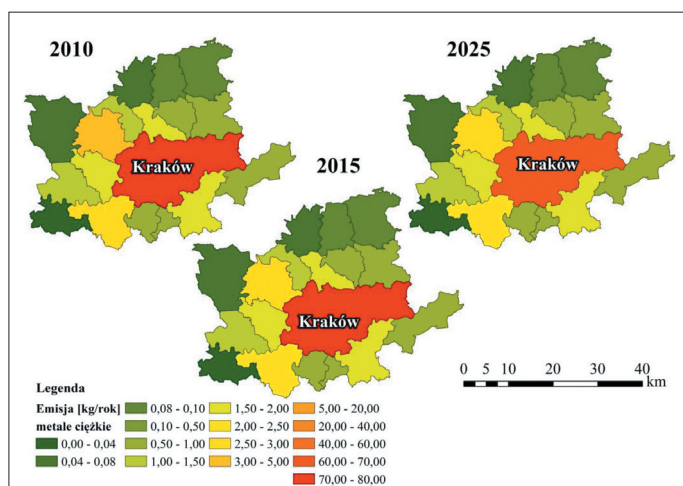 2010
2025
Kraków
Kraków
2015
Kraków
0 5 10 20 30 40
km
Legenda
Emisja [kg/rok]
metale ciężkie
0,00 - 0,04
0,04 - 0,08
0,08 - 0,10
0,10 - 0,50
0,50 - 1,00
1,00 - 1,50
1,50 - 2,00
2,00 - 2,50
2,50 - 3,00
3,00 - 5,00
5,00 - 20,00
20,00 - 40,00
40,00 - 60,00
60,00 - 70,00
70,00 - 80,00